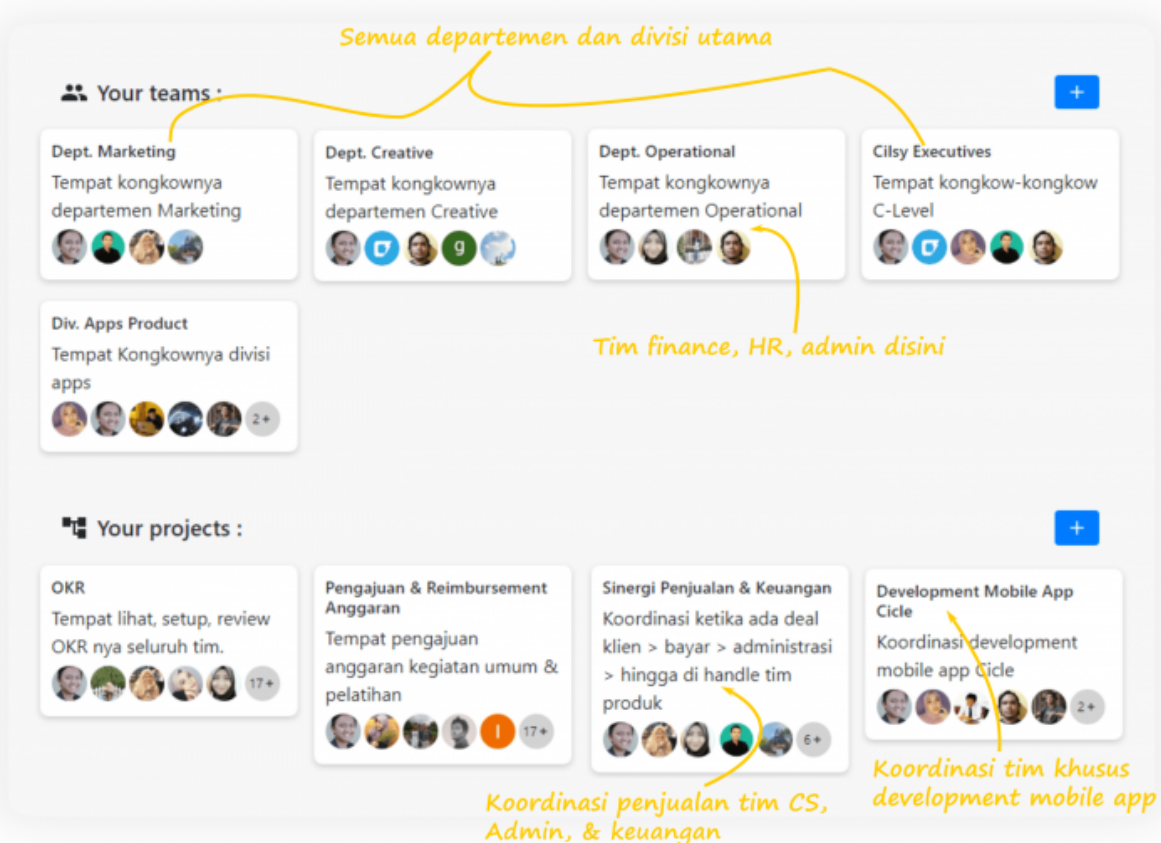 Semua departemen dan divisi utama
Your teams :
+
Dept. Marketing
Tempat kongkownya
departemen Marketing
Dept. Creative
Tempat kongkownya
departemen Creative
g
Dept. Operational
Tempat kongkownya
departemen Operational
Cilsy Executives
Tempat kongkow-kongkow
C-Level
Tim finance, HR, admin disini
Div. Apps Product
Tempat Kongkownya divisi
apps
2+
Your projects :
+
OKR
Tempat lihat, setup, review
OKR nya seluruh tim.
17+
Pengajuan & Reimbursement
Anggaran
Tempat pengajuan
anggaran kegiatan umum &
pelatihan
I
17+
Sinergi Penjualan & Keuangan
Koordinasi ketika ada deal
klien > bayar > administrasi
> hingga di handle tim
produk
6+
Development Mobile App
Cicle
Koordinasi development
mobile app Cicle
2+
Koordinasi penjualan tim CS,
Admin, & keuangan
Koordinasi tim khusus
development mobile app